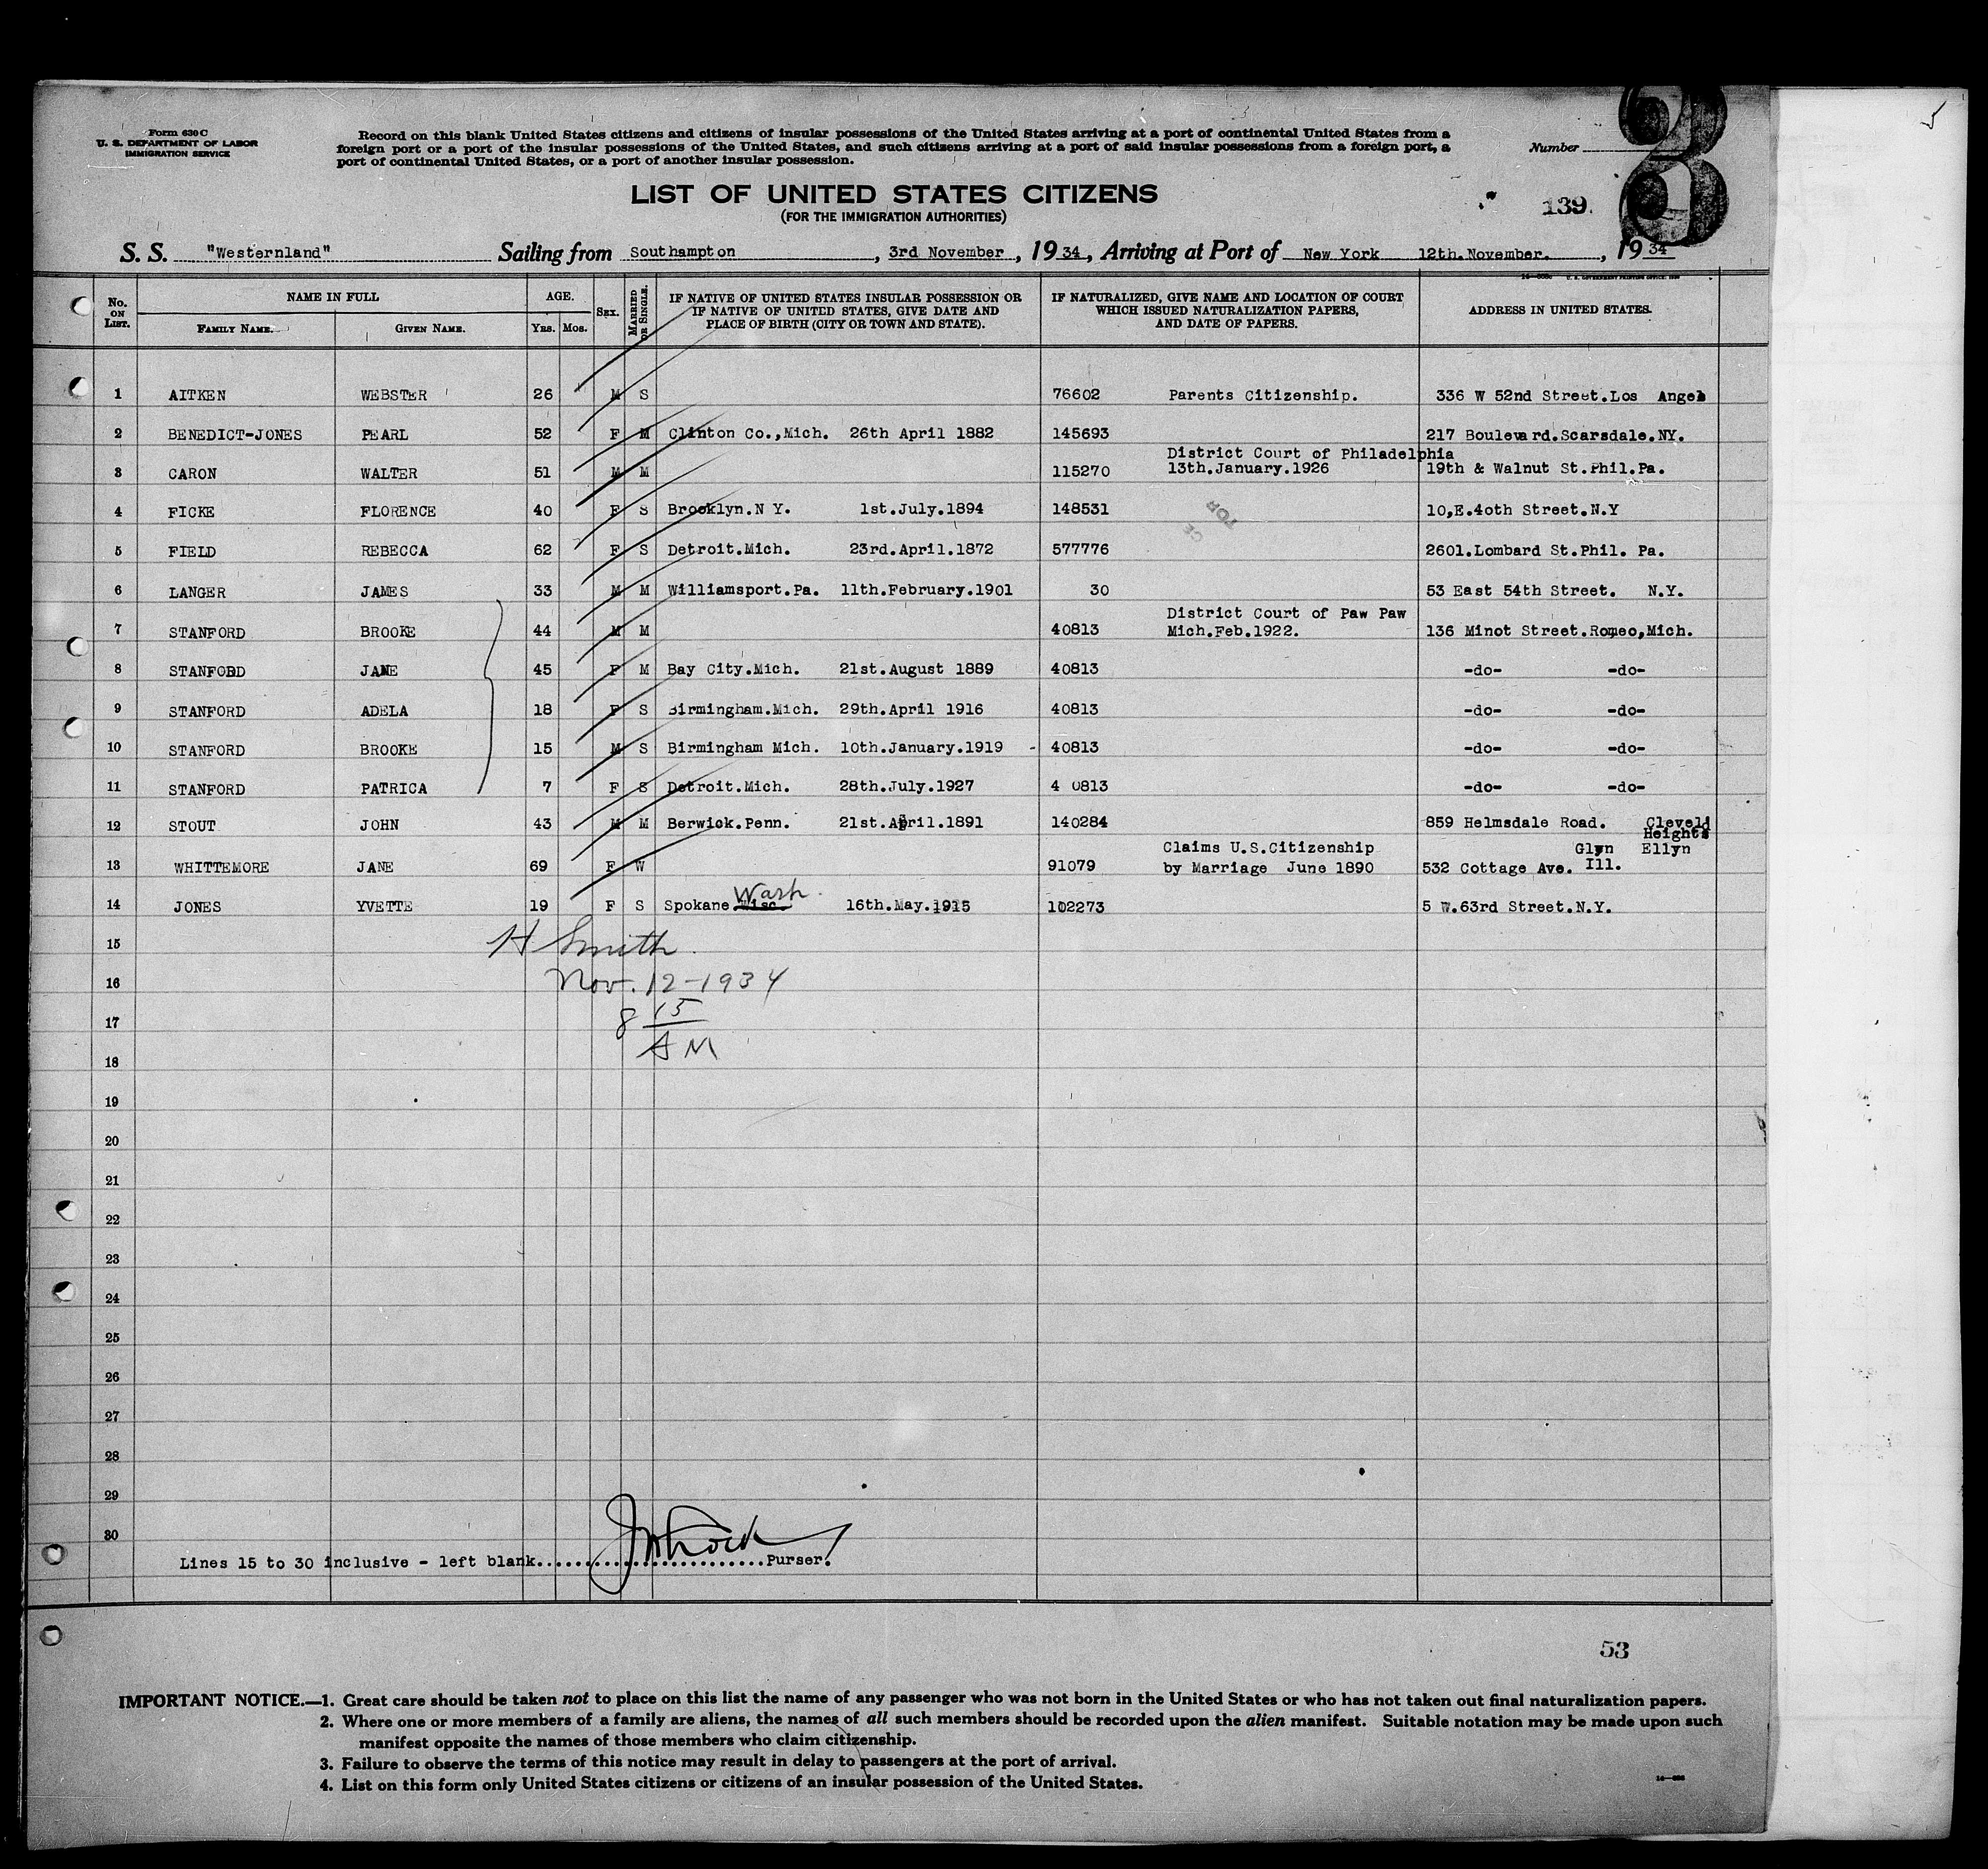 Form 630 C
U. S. DEPARTMENT OF LABOR
IMMIGRATION SERVICE
Record on this blank United States citizens and citizens of insular possessions of the United States arriving at a port of continental United States from a
foreign port or a port of the insular possessions of the United States, and such citizens arriving at a port of said insular possessions from a foreign port, a
port of continental United States, or a port of another insular possession.
Number
3
5
LIST OF UNITED STATES CITIZENS
(FOR THE IMMIGRATION AUTHORITIES)
139.
S. S. "Westernland" Sailing from Southampton, 3rd November, 1934, Arriving at Port of New York 12th.November., 1934
No. ON LIST. NAME IN FULL AGE. SEX. MARRIED OR SINGLE. IF NATIVE OF UNITED STATES INSULAR POSSESSION OR IF NATIVE OF UNITED STATES, GIVE DATE AND PLACE OF BIRTH (CITY OR TOWN AND STATE). IF NATURALIZED, GIVE NAME AND LOCATION OF COURT WHICH ISSUED NATURALIZATION PAPERS, AND DATE OF PAPERS. ADDRESS IN UNITED STATES.
FAMILY NAME. GIVEN NAME. Yrs. Mos.
1 AITKEN WEBSTER 26 M S 76602 Parents Citizenship. 336 W 52nd Street.Los Angel
2 BENEDICT-JONES PEARL 52 F M Clinton Co.,Mich. 26th April 1882 145693 217 Boulevard.Scarsdale.NY.
District Court of Philadelphia
3 CARON WALTER 51 M M 115270 13th.January.1926 19th & Walnut St.Phil.Pa.
4 FICKE FLORENCE 40 F S Brooklyn.N Y. 1st.July.1894 148531 10,E.4oth Street.N.Y
5 FIELD REBECCA 62 F S Detroit.Mich. 23rd.April.1872 577776 2601.Lombard St.Phil. Pa.
6 LANGER JAMES 33 M M Williamsport.Pa. 11th.February.1901 30 53 East 54th Street. N.Y.
District Court of Paw Paw
7 STANFORD BROOKE 44 M M 40813 Mich.Feb.1922. 136 Minot Street.Romeo,Mich.
8 STANFORD JANE 45 F M Bay City.Mich. 21st.August 1889 40813 -do- -do-
9 STANFORD ADELA 18 F S Birmingham.Mich. 29th.April 1916 40813 -do- -do-
10 STANFORD BROOKE 15 M S Birmingham Mich. 10th.January.1919 - 40813 -do- -do-
11 STANFORD PATRICA 7 F S Detroit.Mich. 28th.July.1927 4 0813 -do- -do-
12 STOUT JOHN 43 M M Berwick.Penn. 21st.April.1891 140284 859 Helmsdale Road. Cleveld
Heights
Claims U.S.Citizenship Glyn Ellyn
13 WHITTEMORE JANE 69 F W 91079 by Marriage June 1890 532 Cottage Ave. Ill.
Wash.
14 JONES YVETTE 19 F S Spokane Wisc. 16th.May.1915 102273 5 W.63rd Street.N.Y.
15
H Smith
16
Nov. 12-1934
17
8 15
AM
18
19
20
21
22
23
24
25
26
27
28
29
30
Lines 15 to 30 inclusive - left blank. Purser.
53
IMPORTANT NOTICE.—1. Great care should be taken not to place on this list the name of any passenger who was not born in the United States or who has not taken out final naturalization papers.
2. Where one or more members of a family are aliens, the names of all such members should be recorded upon the alien manifest. Suitable notation may be made upon such
manifest opposite the names of those members who claim citizenship.
3. Failure to observe the terms of this notice may result in delay to passengers at the port of arrival.
4. List on this form only United States citizens or citizens of an insular possession of the United States.